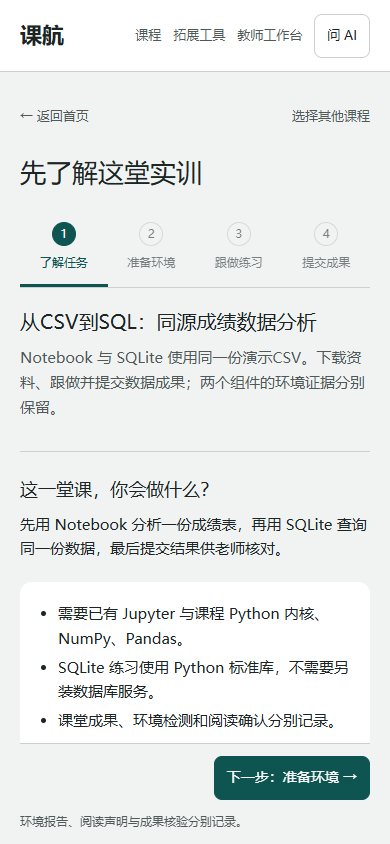 课航
课程 拓展工具 教师工作台 问 AI
← 返回首页 选择其他课程
先了解这堂实训
1 2 3 4
了解任务 准备环境 跟做练习 提交成果
从CSV到SQL：同源成绩数据分析
Notebook 与 SQLite 使用同一份演示CSV。下载资
料、跟做并提交数据成果；两个组件的环境证据分别
保留。
这一堂课，你会做什么？
先用 Notebook 分析一份成绩表，再用 SQLite 查询
同一份数据，最后提交结果供老师核对。
• 需要已有 Jupyter 与课程 Python 内核、
NumPy、Pandas。
• SQLite 练习使用 Python 标准库，不需要另
装数据库服务。
• 课堂成果、环境检测和阅读确认分别记录。
下一步：准备环境 →
环境报告、阅读声明与成果核验分别记录。